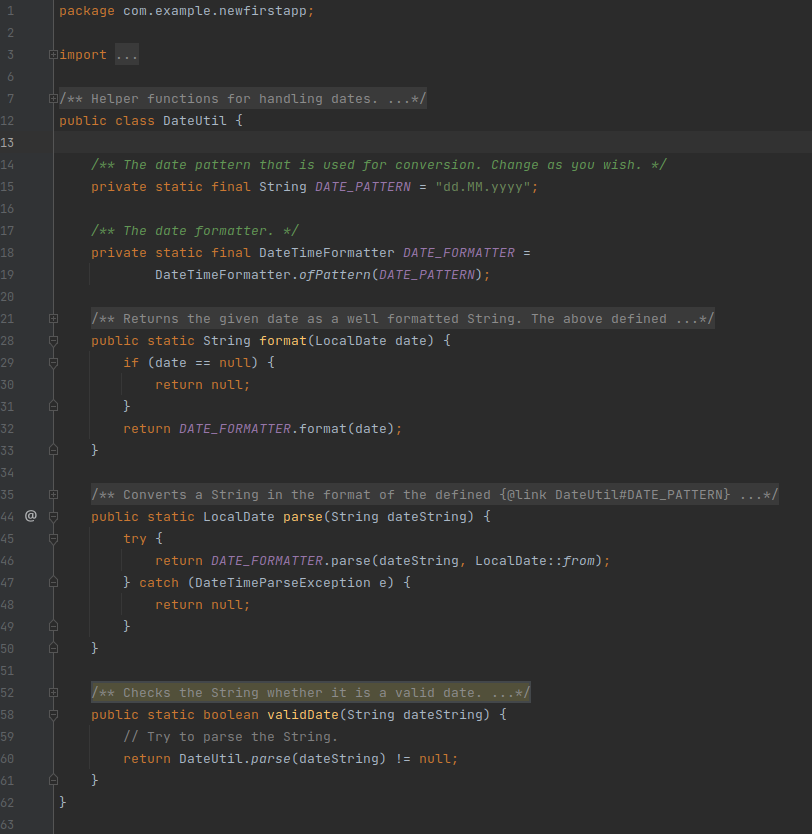 1 package com.example.newfirstapp;
2
3 import ...
6
7 /** Helper functions for handling dates. ...*/
12 public class DateUtil {
13
14 /** The date pattern that is used for conversion. Change as you wish. */
15 private static final String DATE_PATTERN = "dd.MM.yyyy";
16
17 /** The date formatter. */
18 private static final DateTimeFormatter DATE_FORMATTER =
19 DateTimeFormatter.ofPattern(DATE_PATTERN);
20
21 /** Returns the given date as a well formatted String. The above defined ...*/
28 public static String format(LocalDate date) {
29 if (date == null) {
30 return null;
31 }
32 return DATE_FORMATTER.format(date);
33 }
34
35 /** Converts a String in the format of the defined {@link DateUtil#DATE_PATTERN} ...*/
44 @ public static LocalDate parse(String dateString) {
45 try {
46 return DATE_FORMATTER.parse(dateString, LocalDate::from);
47 } catch (DateTimeParseException e) {
48 return null;
49 }
50 }
51
52 /** Checks the String whether it is a valid date. ...*/
58 public static boolean validDate(String dateString) {
59 // Try to parse the String.
60 return DateUtil.parse(dateString) != null;
61 }
62 }
63